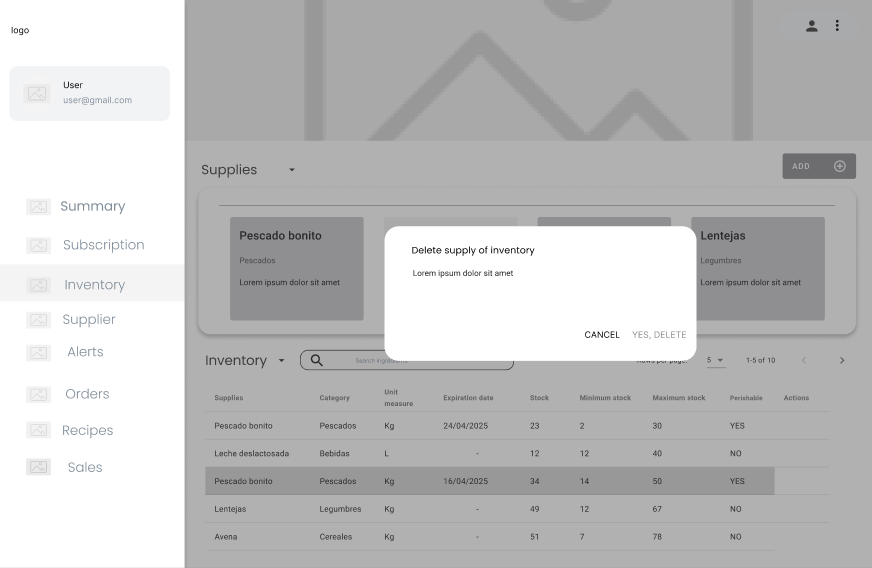 logo
User
user@gmail.com
Summary
Subscription
Inventory
Supplier
Alerts
Orders
Recipes
Sales
Supplies
ADD
Pescado bonito
Pescados
Lorem ipsum dolor sit amet
Lentejas
Legumbres
Lorem ipsum dolor sit amet
Delete supply of inventory
Lorem ipsum dolor sit amet
CANCEL YES, DELETE
Inventory
Search ingredients
Rows per page: 5 1-5 of 10
Supplies Category Unit measure Expiration date Stock Minimum stock Maximum stock Perishable Actions
Pescado bonito Pescados Kg 24/04/2025 23 2 30 YES
Leche deslactosada Bebidas L - 12 12 40 NO
Pescado bonito Pescados Kg 16/04/2025 34 14 50 YES
Lentejas Legumbres Kg - 49 12 67 NO
Avena Cereales Kg - 51 7 78 NO